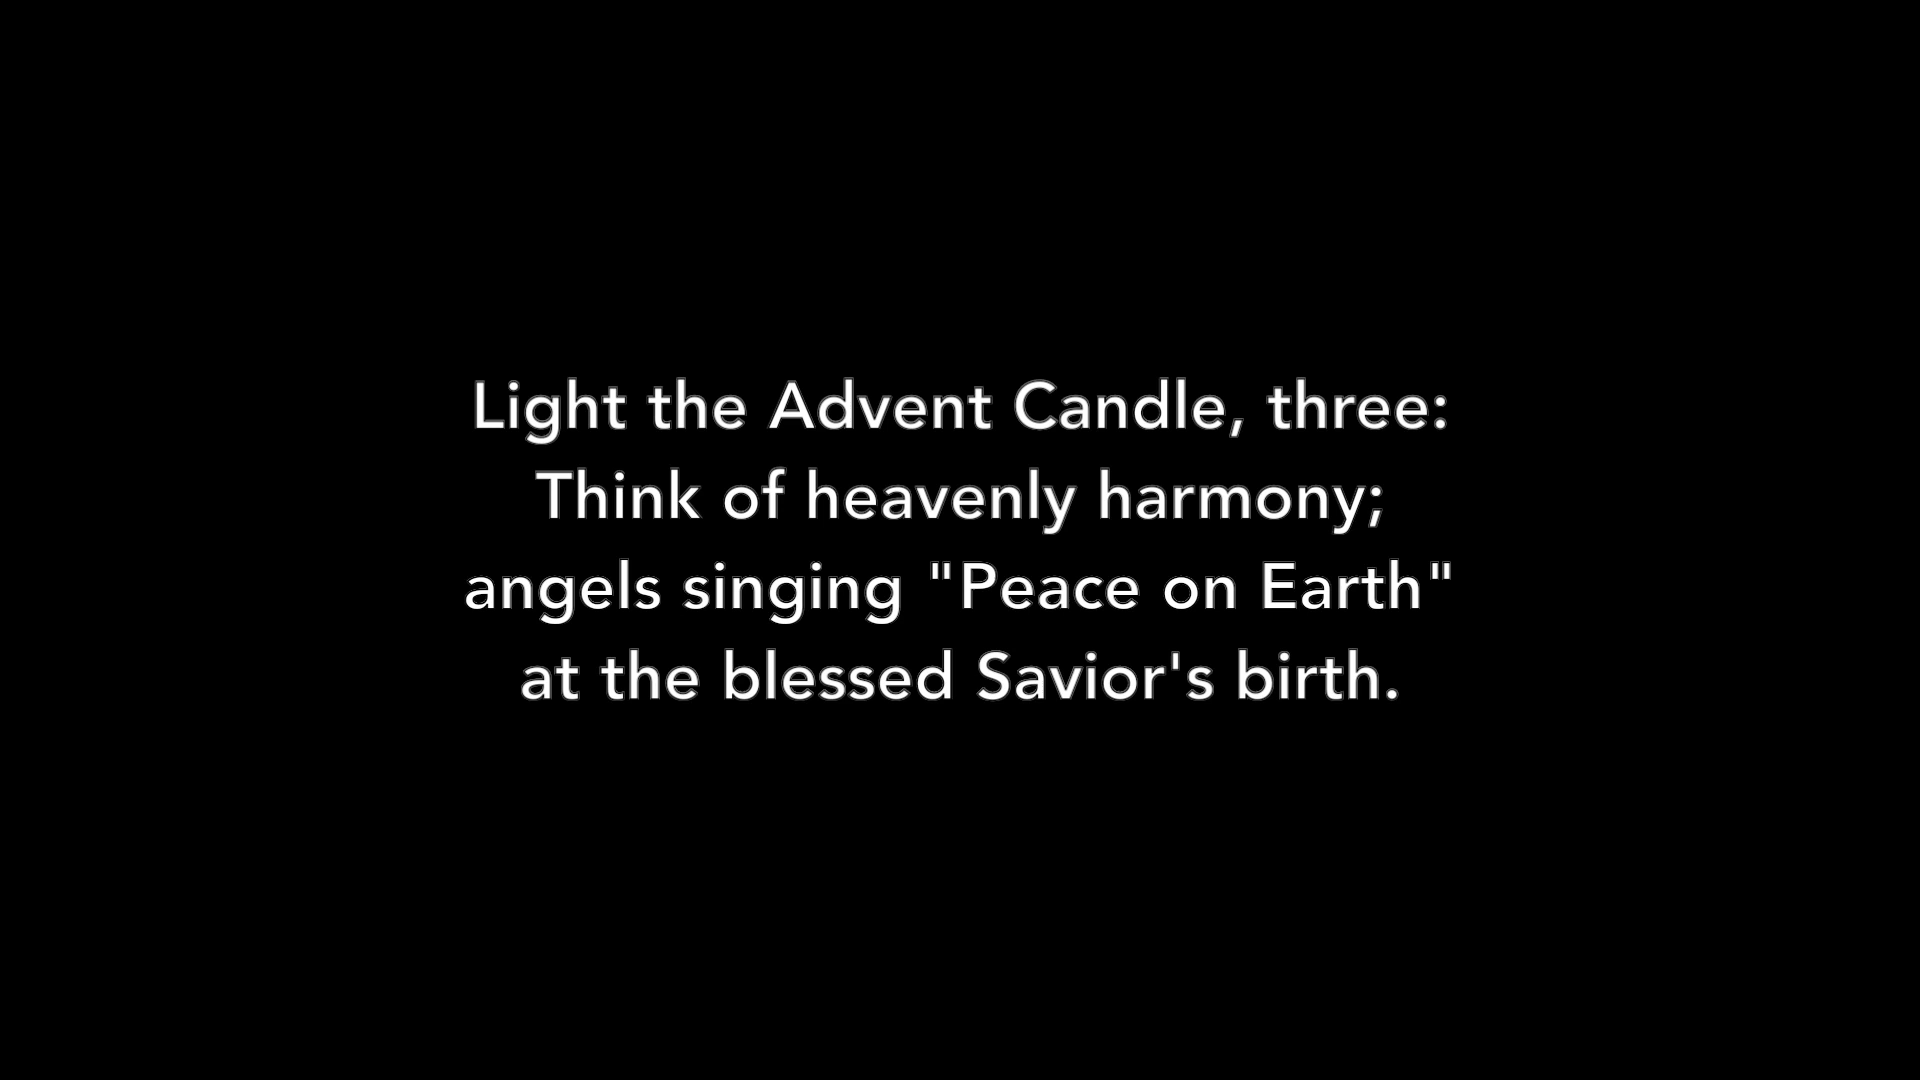 Light the Advent Candle, three:
Think of heavenly harmony;
angels singing "Peace on Earth"
at the blessed Savior's birth.